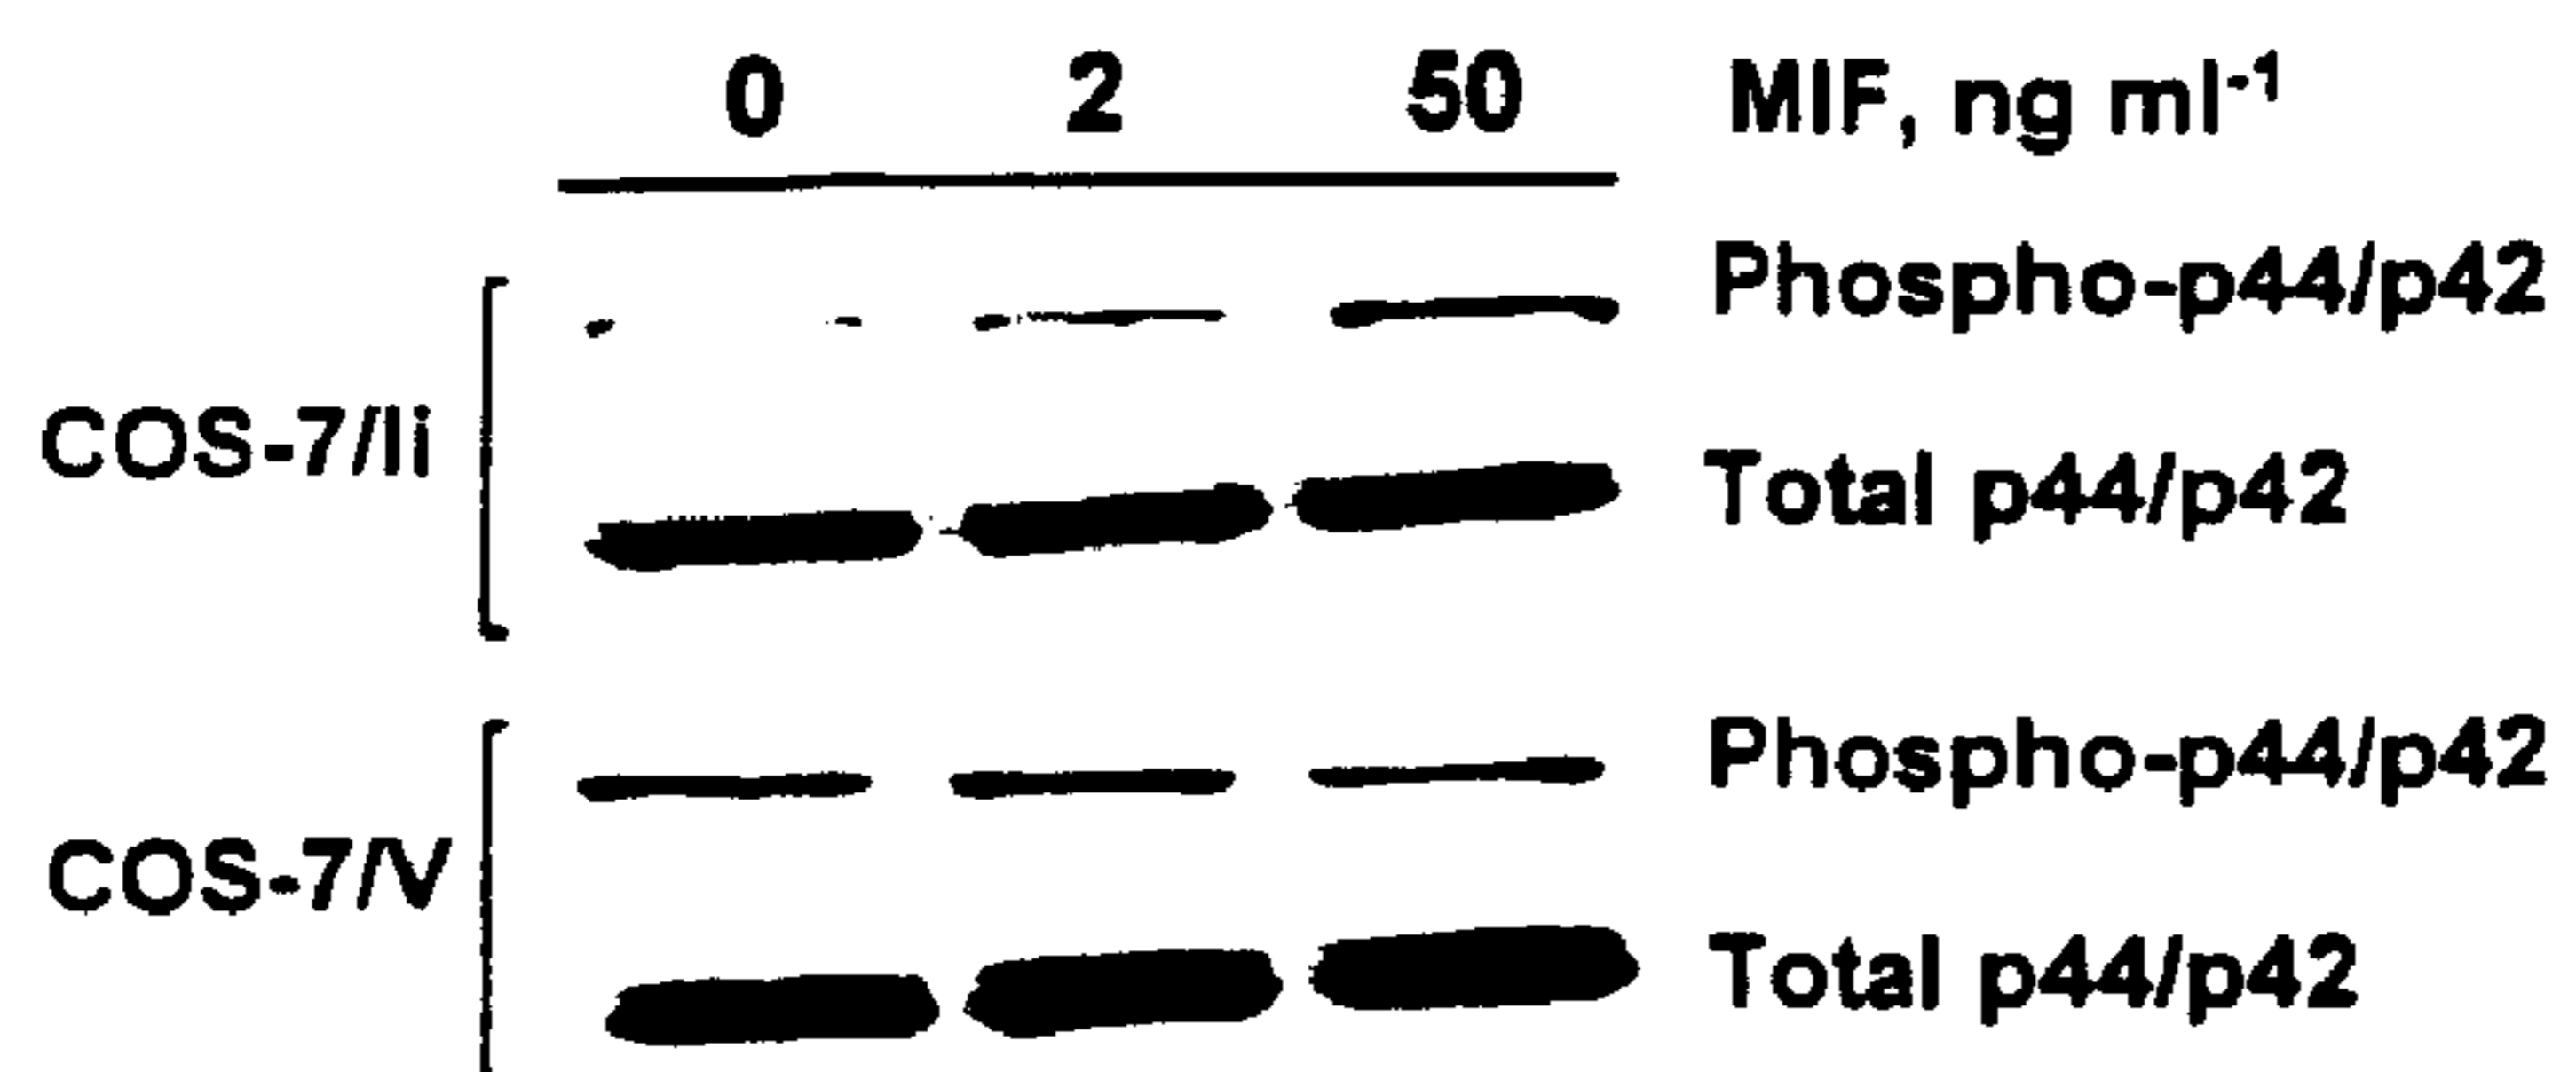 0 2 50 MIF, ng ml⁻¹
Phospho-p44/p42
COS-7/Ii
Total p44/p42
Phospho-p44/p42
COS-7/V
Total p44/p42